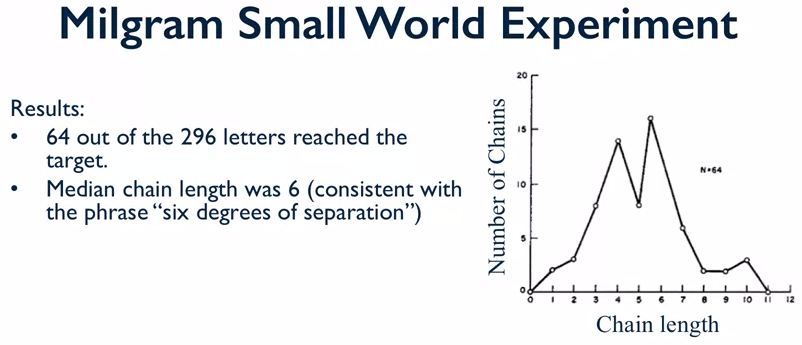 Milgram Small World Experiment
Results:
• 64 out of the 296 letters reached the
target.
• Median chain length was 6 (consistent with
the phrase “six degrees of separation”)
Number of Chains
20
15
10
5
0
N=64
0 1 2 3 4 5 6 7 8 9 10 11 12
Chain length